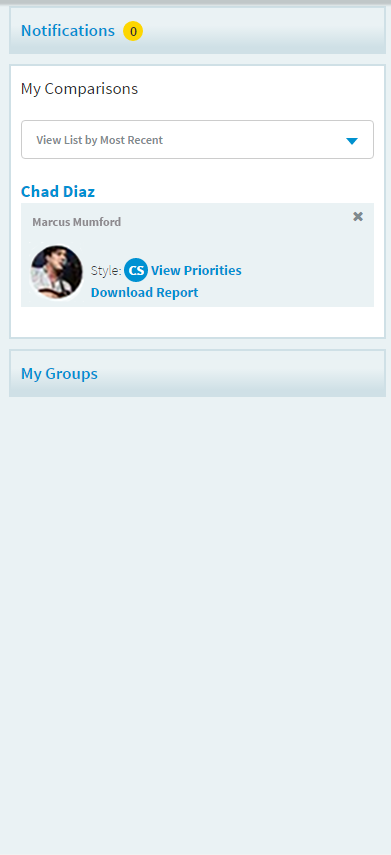 Notifications 0
My Comparisons
View List by Most Recent
Chad Diaz
Marcus Mumford
Style: CS View Priorities
Download Report
My Groups